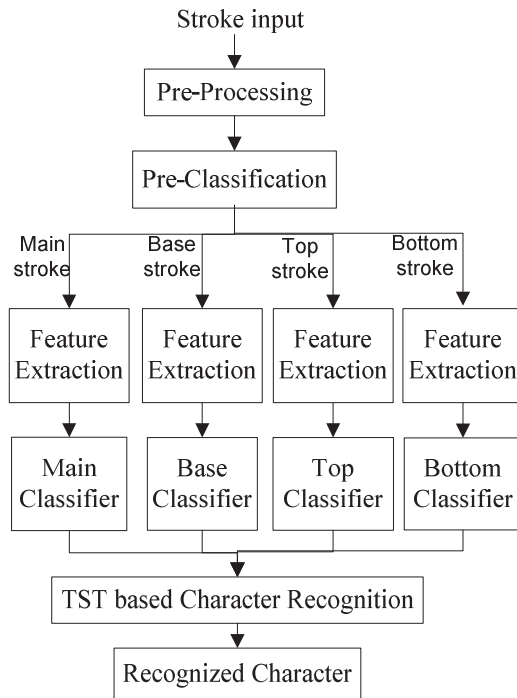 Stroke input
Pre-Processing
Pre-Classification
Main
stroke
Base
stroke
Top
stroke
Bottom
stroke
Feature
Extraction
Feature
Extraction
Feature
Extraction
Feature
Extraction
Main
Classifier
Base
Classifier
Top
Classifier
Bottom
Classifier
TST based Character Recognition
Recognized Character